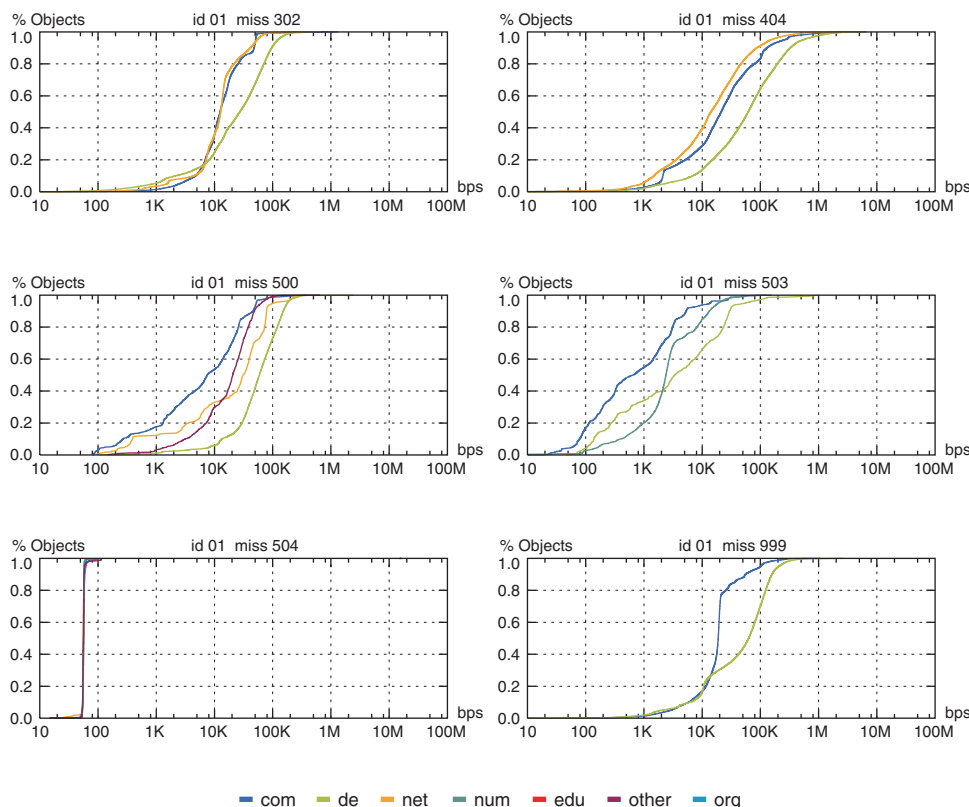 % Objects id 01 miss 302
1.0
0.8
0.6
0.4
0.2
0.0 bps
10 100 1K 10K 100K 1M 10M 100M
% Objects id 01 miss 404
1.0
0.8
0.6
0.4
0.2
0.0 bps
10 100 1K 10K 100K 1M 10M 100M
% Objects id 01 miss 500
1.0
0.8
0.6
0.4
0.2
0.0 bps
10 100 1K 10K 100K 1M 10M 100M
% Objects id 01 miss 503
1.0
0.8
0.6
0.4
0.2
0.0 bps
10 100 1K 10K 100K 1M 10M 100M
% Objects id 01 miss 504
1.0
0.8
0.6
0.4
0.2
0.0 bps
10 100 1K 10K 100K 1M 10M 100M
% Objects id 01 miss 999
1.0
0.8
0.6
0.4
0.2
0.0 bps
10 100 1K 10K 100K 1M 10M 100M
com de net num edu other org